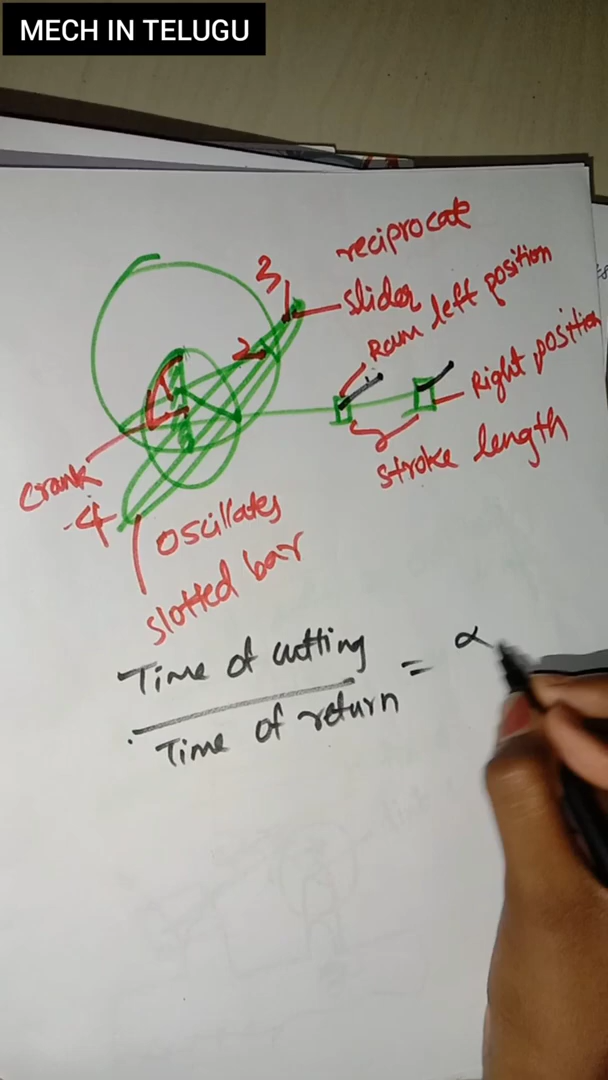 MECH IN TELUGU
reciprocate
3
slider
Ram left position
2
1
Right position
stroke length
crank
4
oscillates
slotted bar
Time of cutting
Time of return
= α